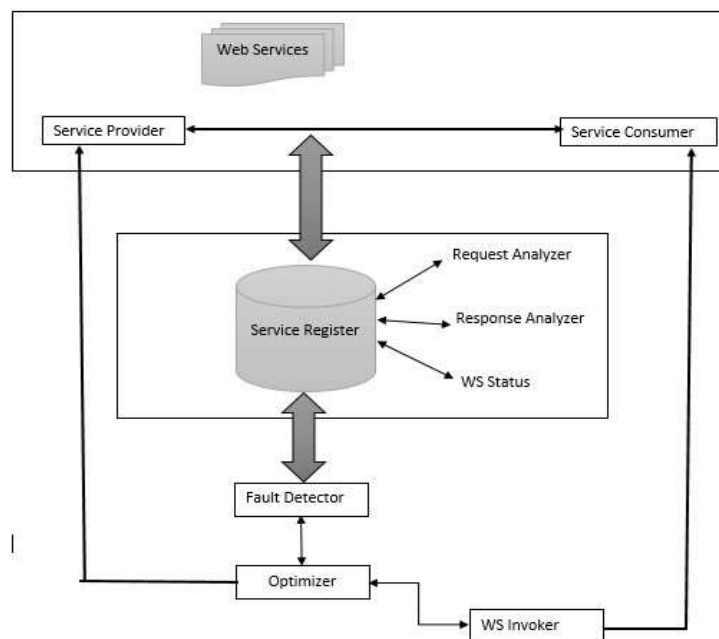 Web Services
Service Provider
Service Consumer
Request Analyzer
Service Register
Response Analyzer
WS Status
Fault Detector
Optimizer
WS Invoker